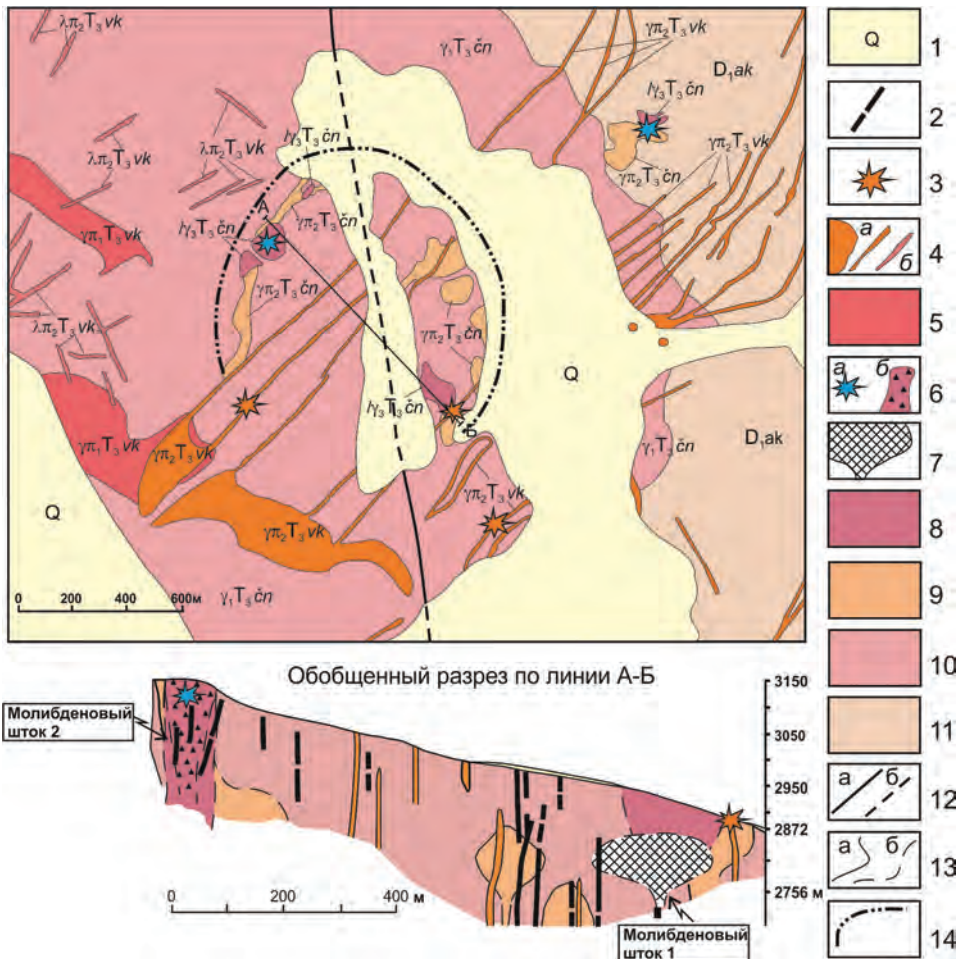 λπ₂T₃vk
γ₁T₃čn
γπ₂T₃vk
D₁ak
lγ₃T₃čn
λπ₂T₃vk
λπ₂T₃vk
lγ₃T₃čn
γπ₂T₃čn
γπ₂T₃vk
А
γπ₂T₃čn
lγ₃T₃čn
γπ₁T₃vk
γπ₂T₃čn
λπ₂T₃vk
γπ₂T₃čn
Q
lγ₃T₃čn
Б
γ₁T₃čn
D₁ak
γπ₁T₃vk
γπ₂T₃vk
γπ₂T₃vk
Q
γπ₂T₃vk
γ₁T₃čn
0 200 400 600м
Q 1
2
3
а б 4
5
а б 6
7
8
9
10
11
а б 12
а б 13
14
Обобщенный разрез по линии А-Б
Молибденовый
шток 2
3150
3050
2950
2872
2756 м
0 200 400 м
Молибденовый
шток 1